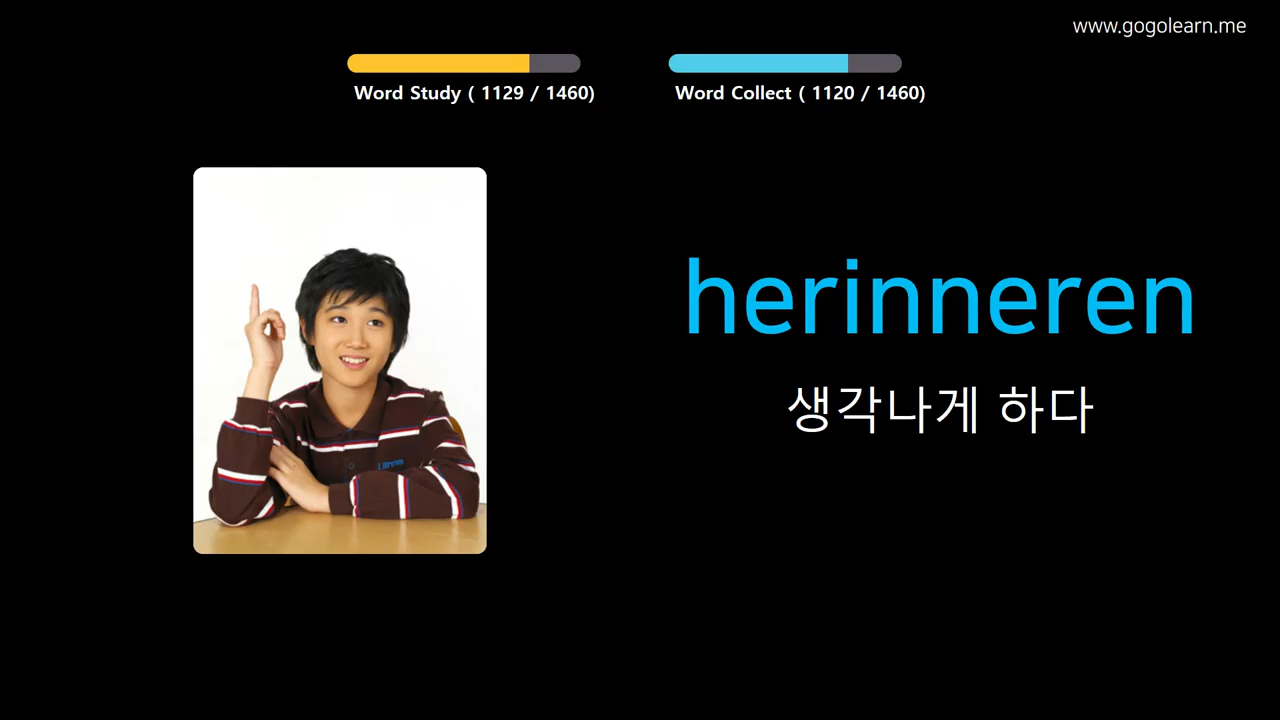 www.gogolearn.me
Word Study ( 1129 / 1460)
Word Collect ( 1120 / 1460)
herinneren
생각나게 하다